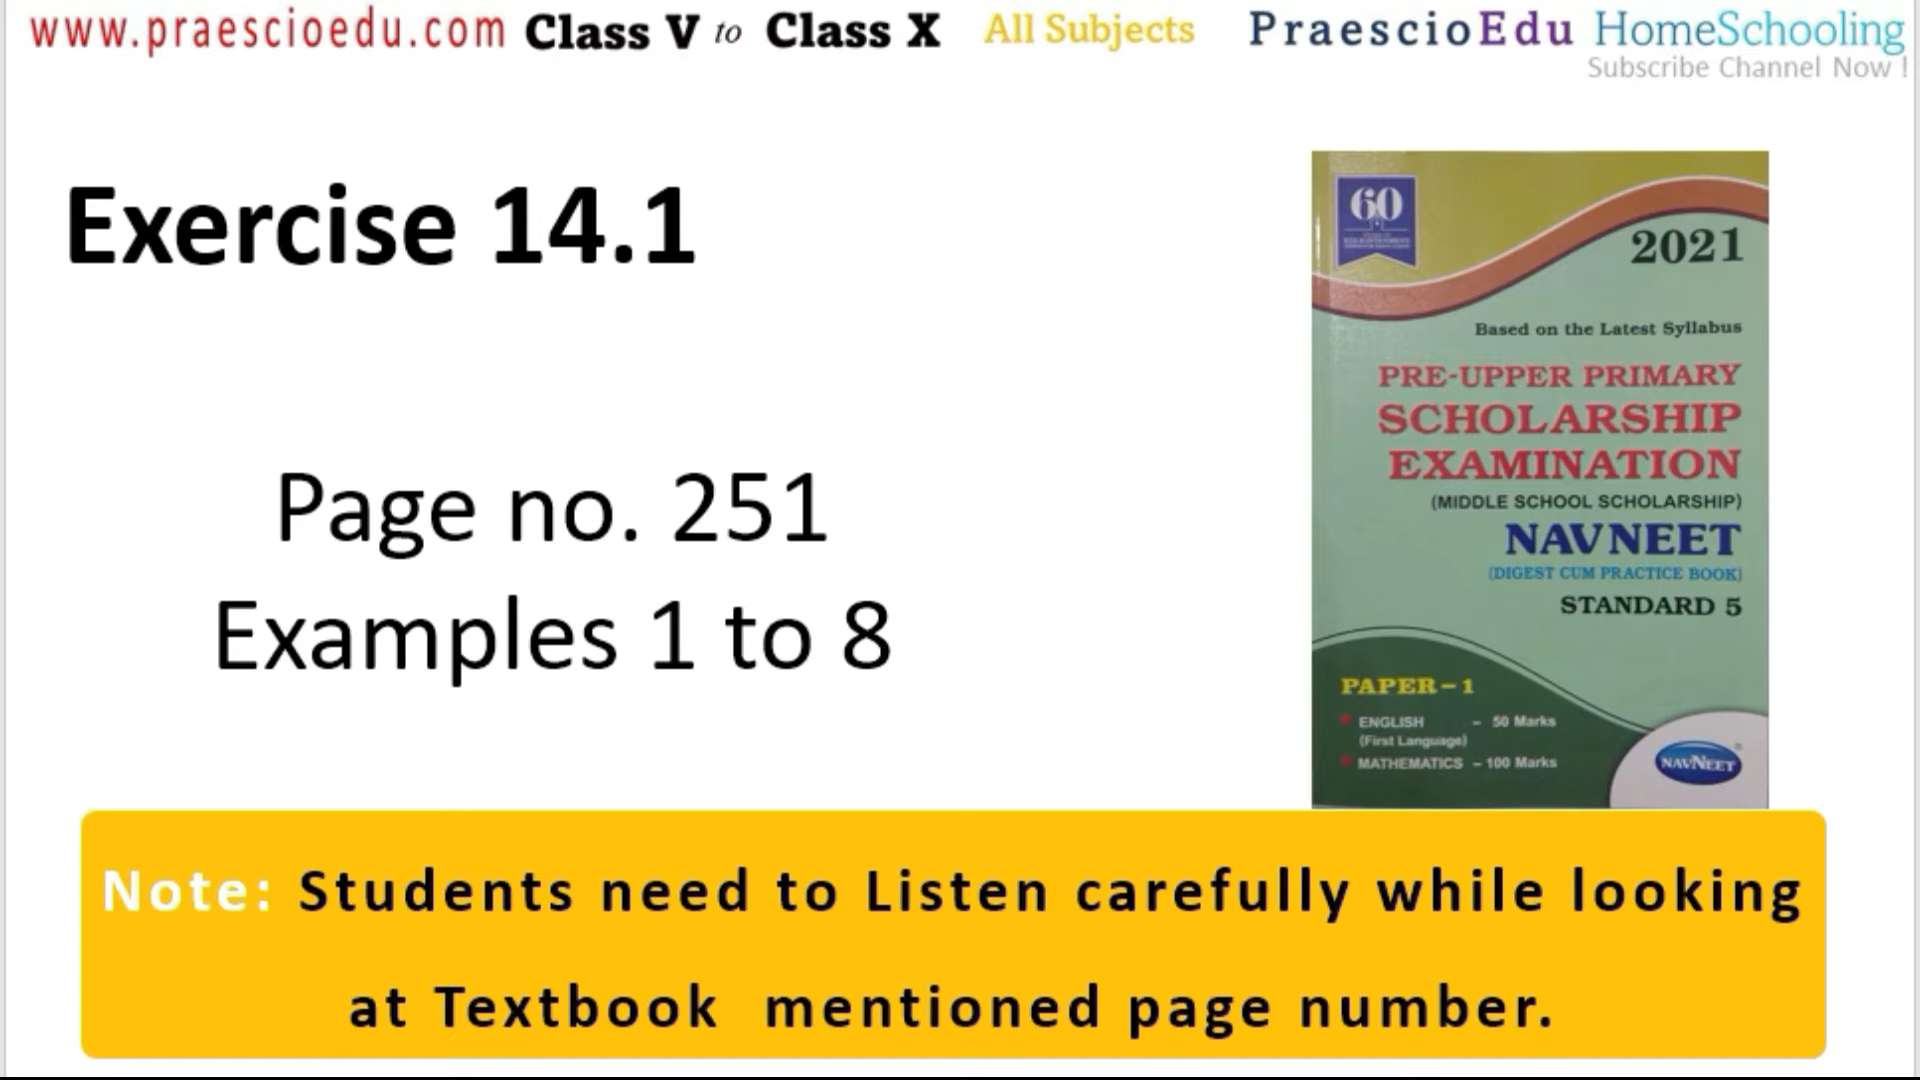 www.praescioedu.com Class V to Class X All Subjects PraescioEdu HomeSchooling
Subscribe Channel Now !
Exercise 14.1
Page no. 251
Examples 1 to 8
60
2021
Based on the Latest Syllabus
PRE-UPPER PRIMARY
SCHOLARSHIP
EXAMINATION
(MIDDLE SCHOOL SCHOLARSHIP)
NAVNEET
(DIGEST CUM PRACTICE BOOK)
STANDARD 5
PAPER – 1
ENGLISH – 50 Marks
(First Language)
MATHEMATICS – 100 Marks
NAVNEET
Note: Students need to Listen carefully while looking
at Textbook mentioned page number.